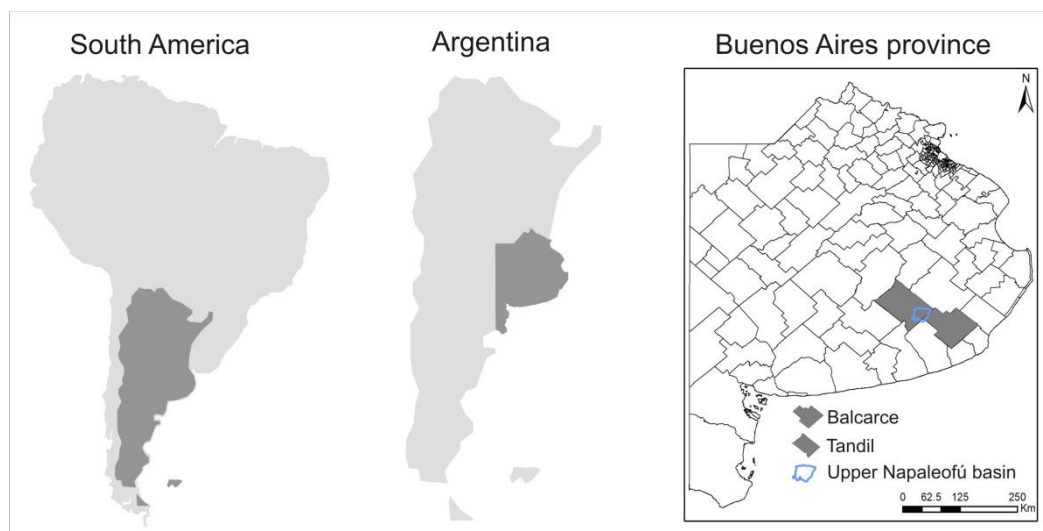 South America
Argentina
Buenos Aires province
N
Balcarce
Tandil
Upper Napaleofú basin
0 62.5 125 250
Km